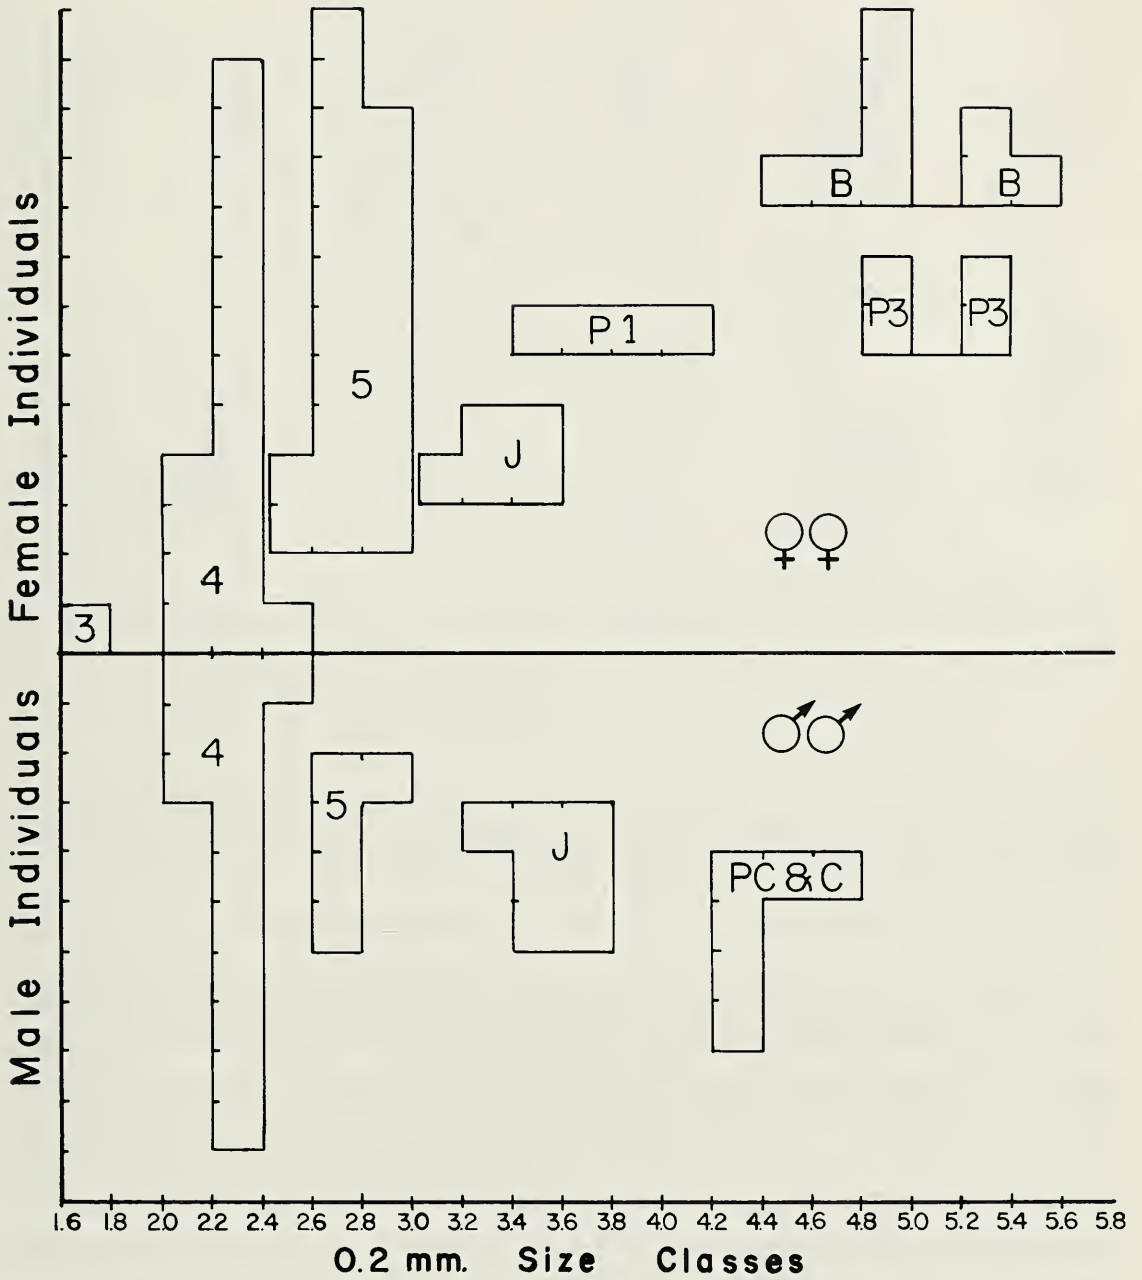 Female Individuals
B B
P3 P3
P1
5
J
♀♀
4
3
Male Individuals
♂♂
4
5
J
PC & C
1.6 1.8 2.0 2.2 2.4 2.6 2.8 3.0 3.2 3.4 3.6 3.8 4.0 4.2 4.4 4.6 4.8 5.0 5.2 5.4 5.6 5.8
0.2 mm. Size Classes